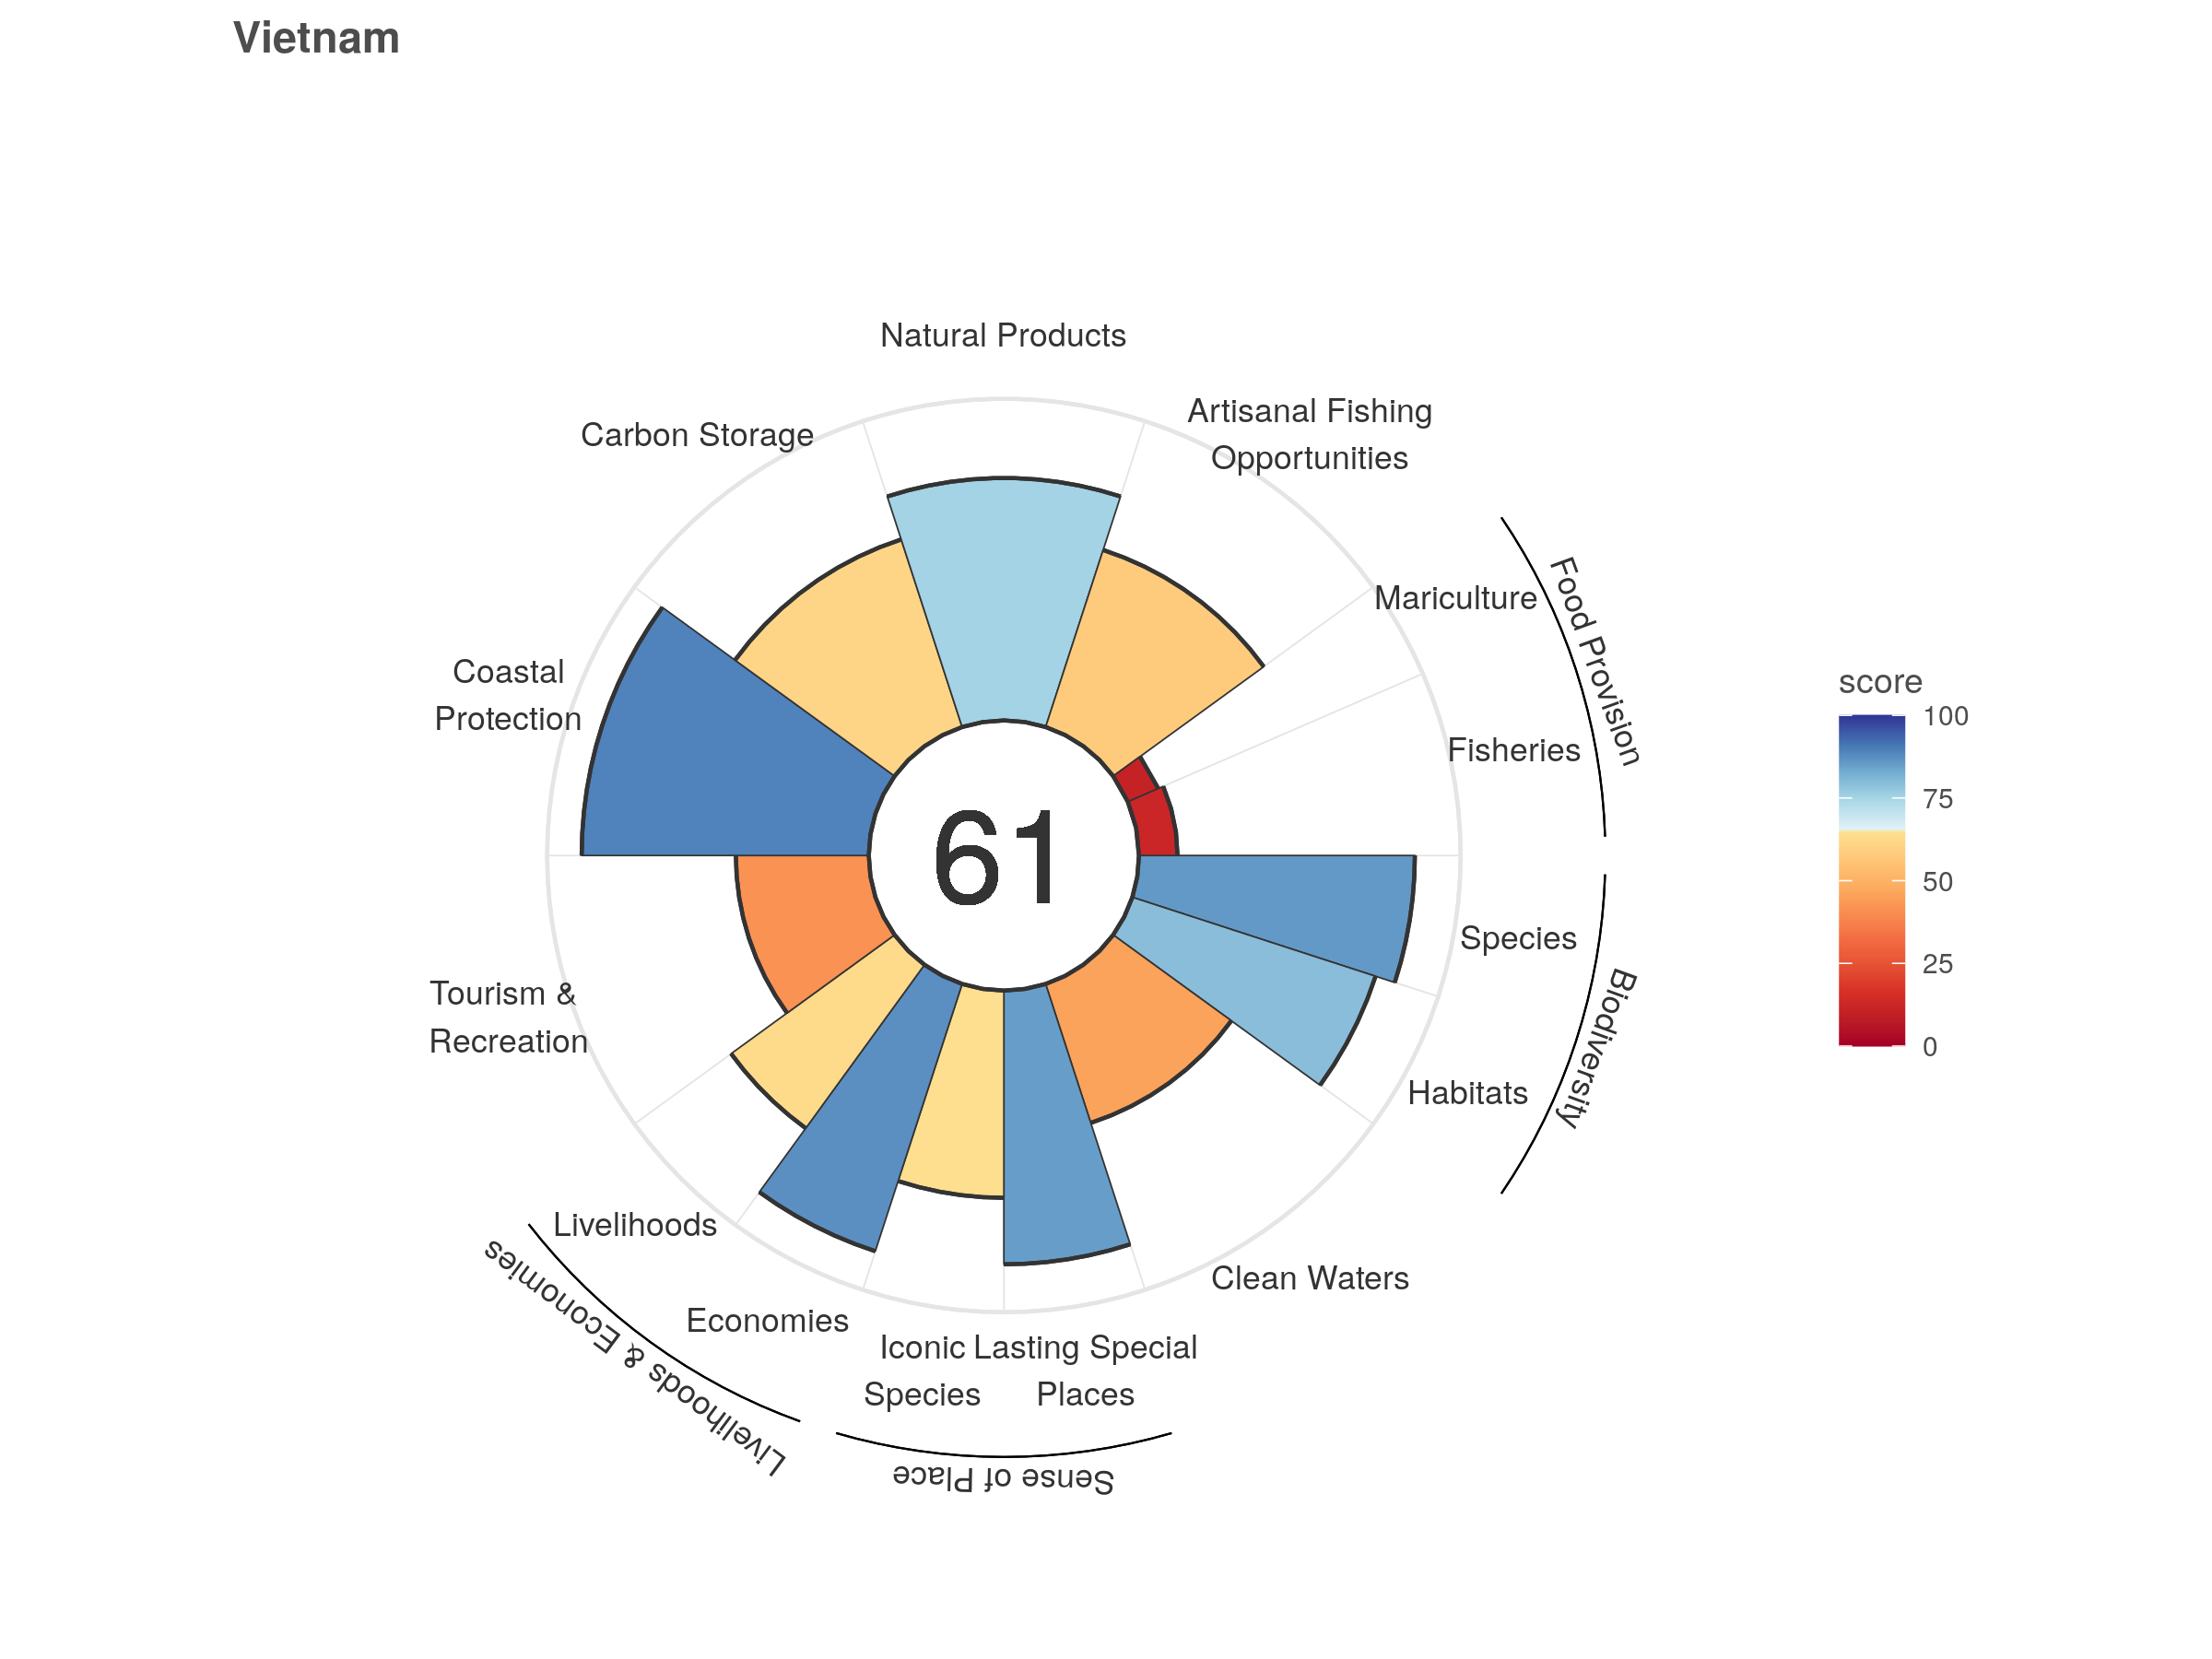 Vietnam
Natural Products
Artisanal Fishing
Opportunities
Carbon Storage
Mariculture
Food Provision
Coastal
Protection
Fisheries
score
100
75
50
25
0
61
Species
Biodiversity
Tourism &
Recreation
Habitats
Livelihoods
Clean Waters
Economies
Livelihoods & Economies
Iconic
Species
Lasting Special
Places
Sense of Place